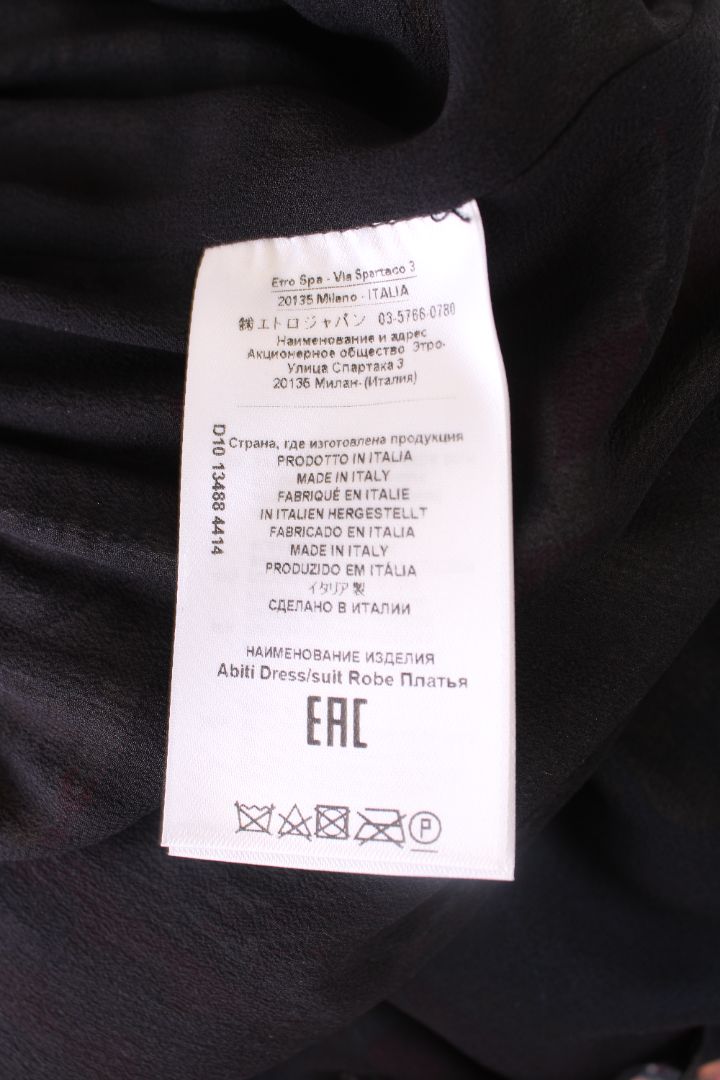 Etro Spa - Via Spartaco 3
20135 Milano - ITALIA
㈱エトロジャパン 03-5766-0780
Наименование и адрес
Акционерное общество Этро-
Улица Спартака 3
20135 Милан-(Италия)
Страна, где изготовлена продукция
PRODOTTO IN ITALIA
MADE IN ITALY
FABRIQUÉ EN ITALIE
IN ITALIEN HERGESTELLT
FABRICADO EN ITALIA
MADE IN ITALY
PRODUZIDO EM ITÁLIA
イタリア製
СДЕЛАНО В ИТАЛИИ
D10 13488 4414
НАИМЕНОВАНИЕ ИЗДЕЛИЯ
Abiti Dress/suit Robe Платья
EAC
P